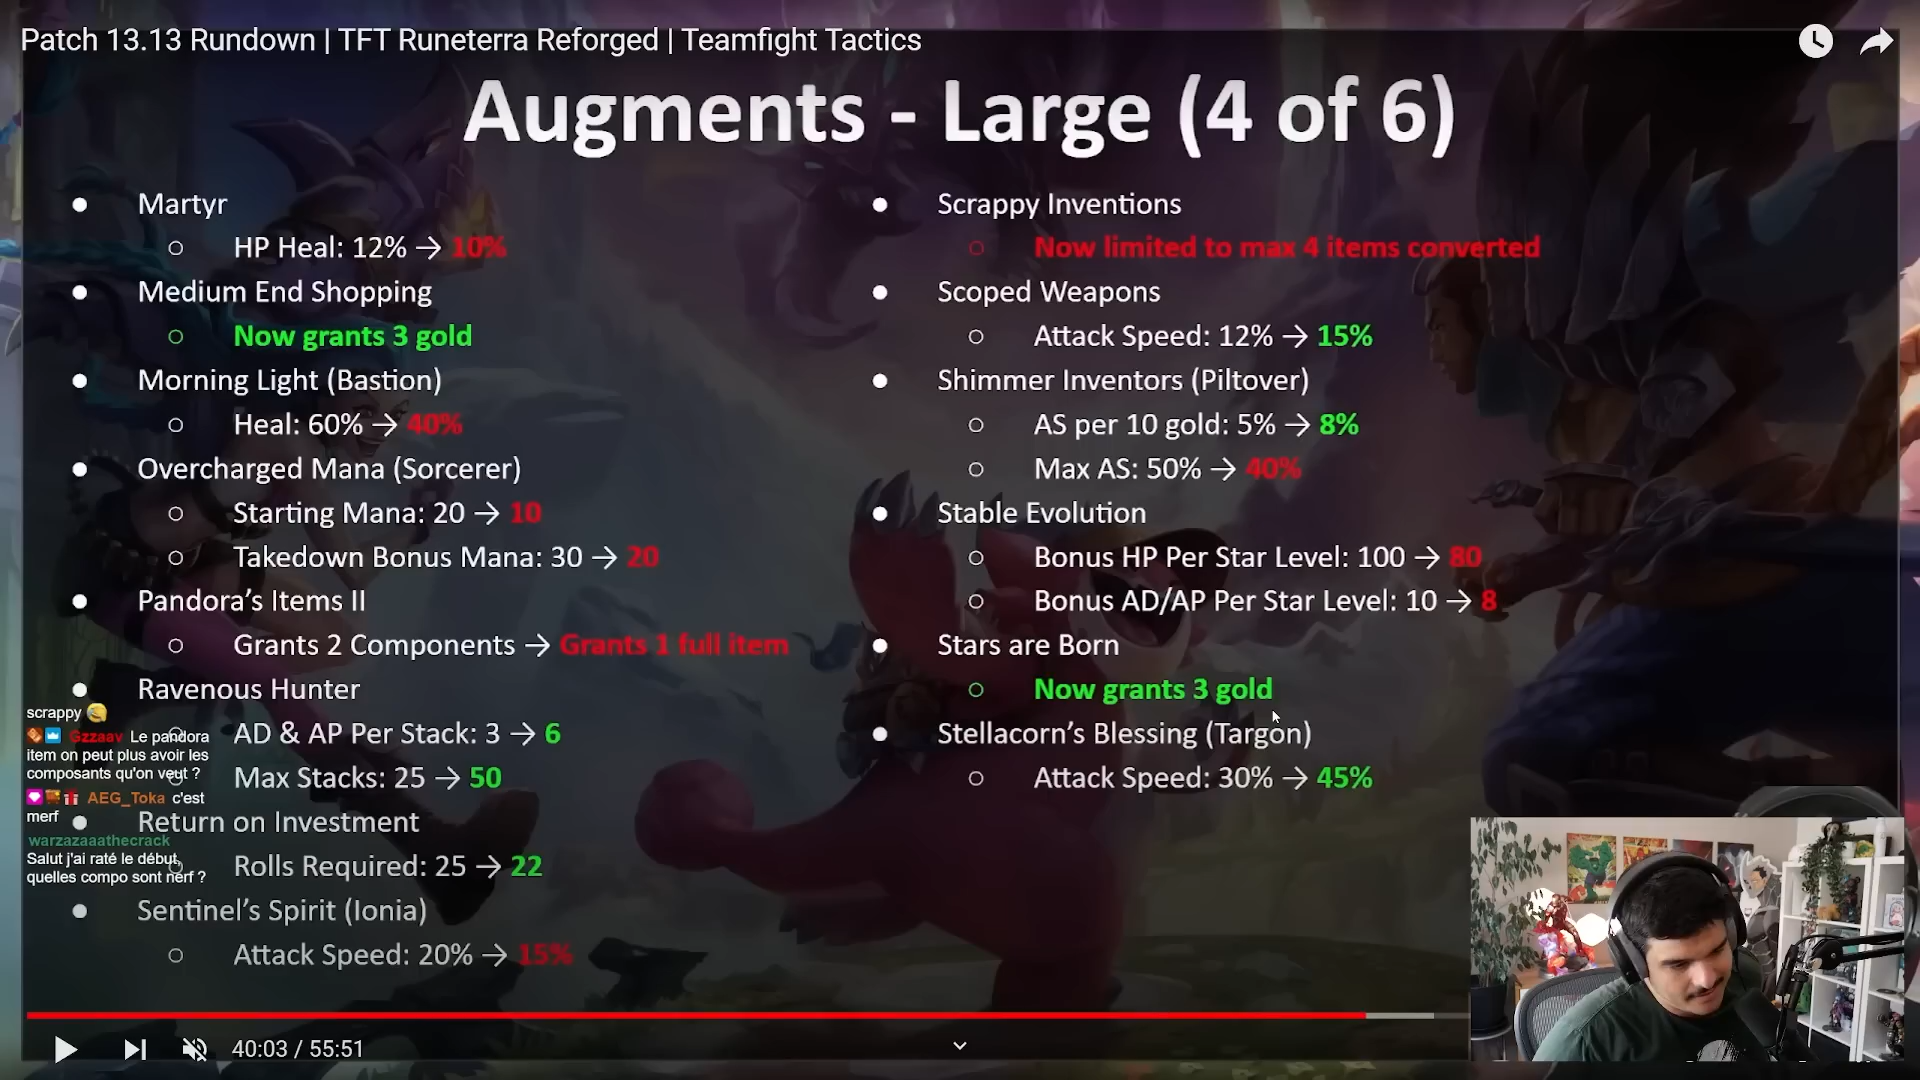 Patch 13.13 Rundown | TFT Runeterra Reforged | Teamfight Tactics
Augments - Large (4 of 6)
Martyr
HP Heal: 12% → 10%
Medium End Shopping
Now grants 3 gold
Morning Light (Bastion)
Heal: 60% → 40%
Overcharged Mana (Sorcerer)
Starting Mana: 20 → 10
Takedown Bonus Mana: 30 → 20
Pandora's Items II
Grants 2 Components → Grants 1 full item
Ravenous Hunter
AD & AP Per Stack: 3 → 6
Max Stacks: 25 → 50
Return on Investment
Rolls Required: 25 → 22
Sentinel's Spirit (Ionia)
Attack Speed: 20% → 15%
Scrappy Inventions
Now limited to max 4 items converted
Scoped Weapons
Attack Speed: 12% → 15%
Shimmer Inventors (Piltover)
AS per 10 gold: 5% → 8%
Max AS: 50% → 40%
Stable Evolution
Bonus HP Per Star Level: 100 → 80
Bonus AD/AP Per Star Level: 10 → 8
Stars are Born
Now grants 3 gold
Stellacorn's Blessing (Targon)
Attack Speed: 30% → 45%
scrappy
Gzzaav Le pandora
item on peut plus avoir les
composants qu'on veut ?
AEG_Toka c'est
merf
warzazaaathecrack
Salut j'ai raté le début,
quelles compo sont nerf ?
40:03 / 55:51